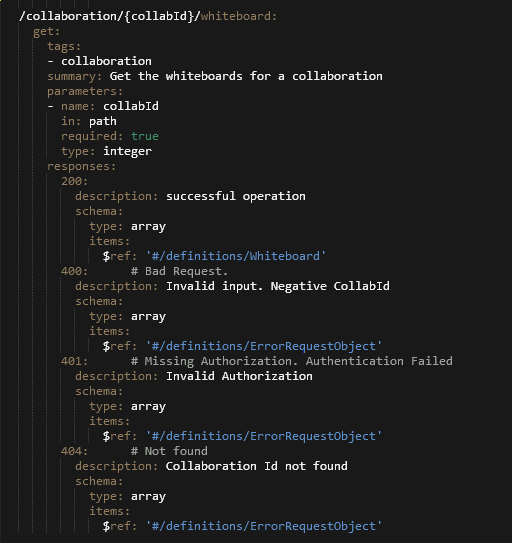 /collaboration/{collabId}/whiteboard:
get:
tags:
- collaboration
summary: Get the whiteboards for a collaboration
parameters:
- name: collabId
in: path
required: true
type: integer
responses:
200:
description: successful operation
schema:
type: array
items:
$ref: '#/definitions/Whiteboard'
400: # Bad Request.
description: Invalid input. Negative CollabId
schema:
type: array
items:
$ref: '#/definitions/ErrorRequestObject'
401: # Missing Authorization. Authentication Failed
description: Invalid Authorization
schema:
type: array
items:
$ref: '#/definitions/ErrorRequestObject'
404: # Not found
description: Collaboration Id not found
schema:
type: array
items:
$ref: '#/definitions/ErrorRequestObject'